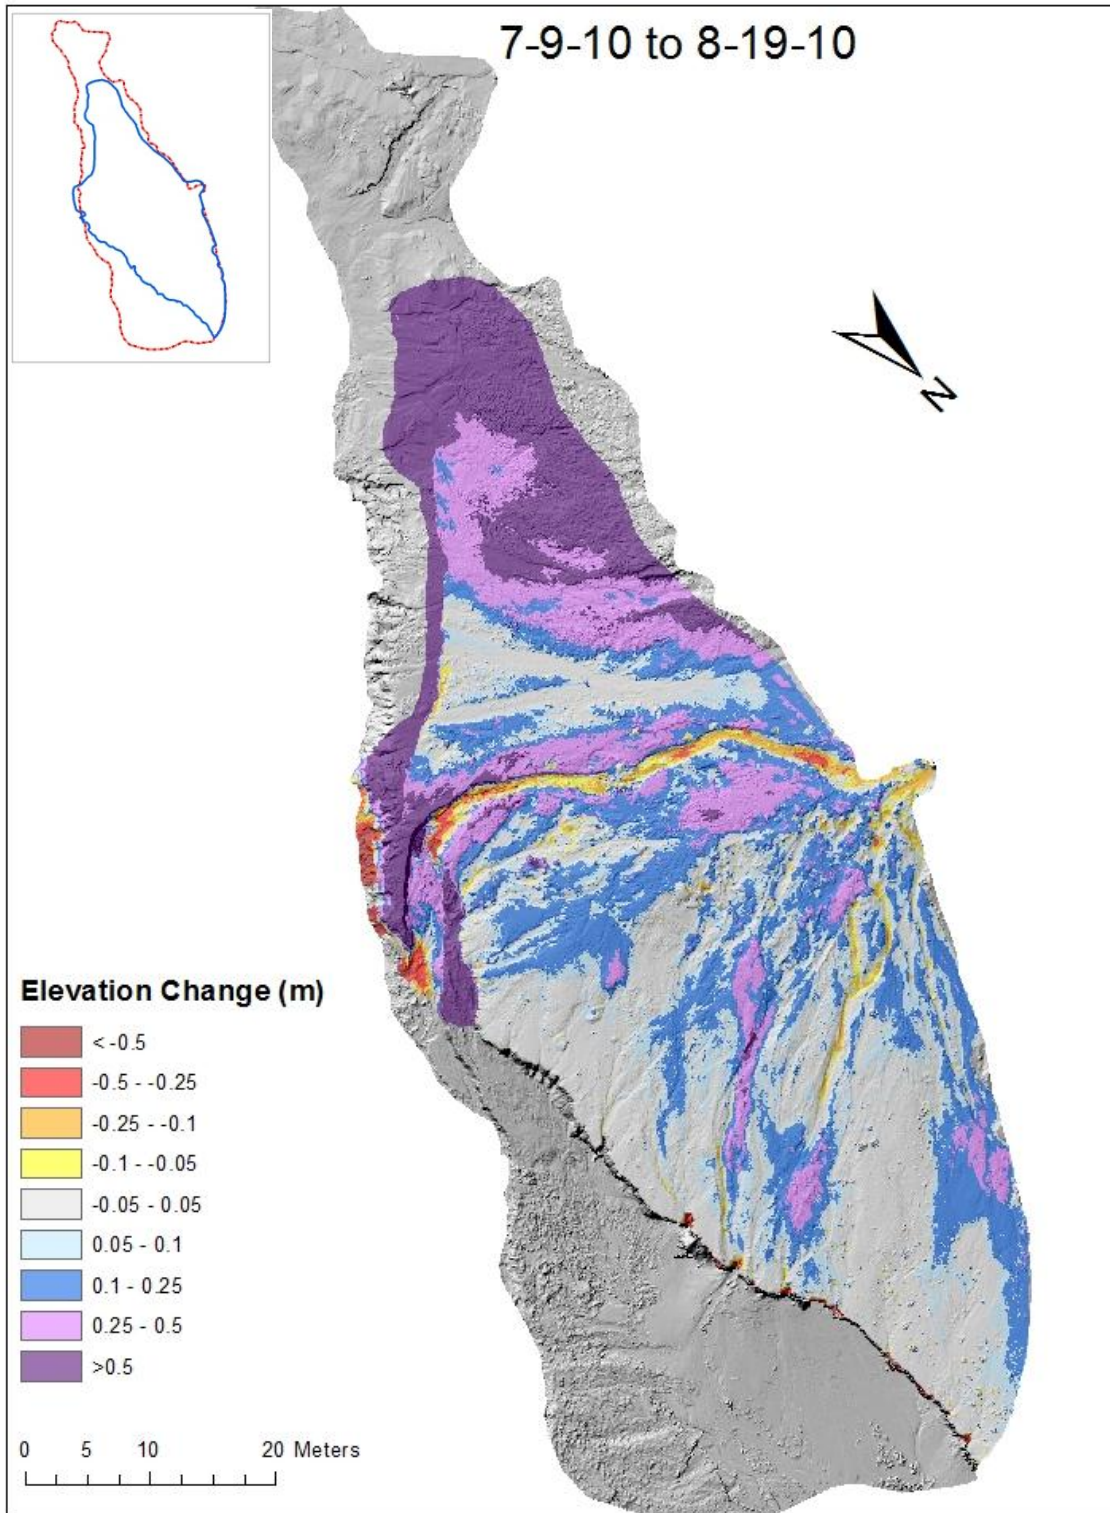 7-9-10 to 8-19-10
N
Elevation Change (m)
< -0.5
-0.5 - -0.25
-0.25 - -0.1
-0.1 - -0.05
-0.05 - 0.05
0.05 - 0.1
0.1 - 0.25
0.25 - 0.5
>0.5
0 5 10 20 Meters